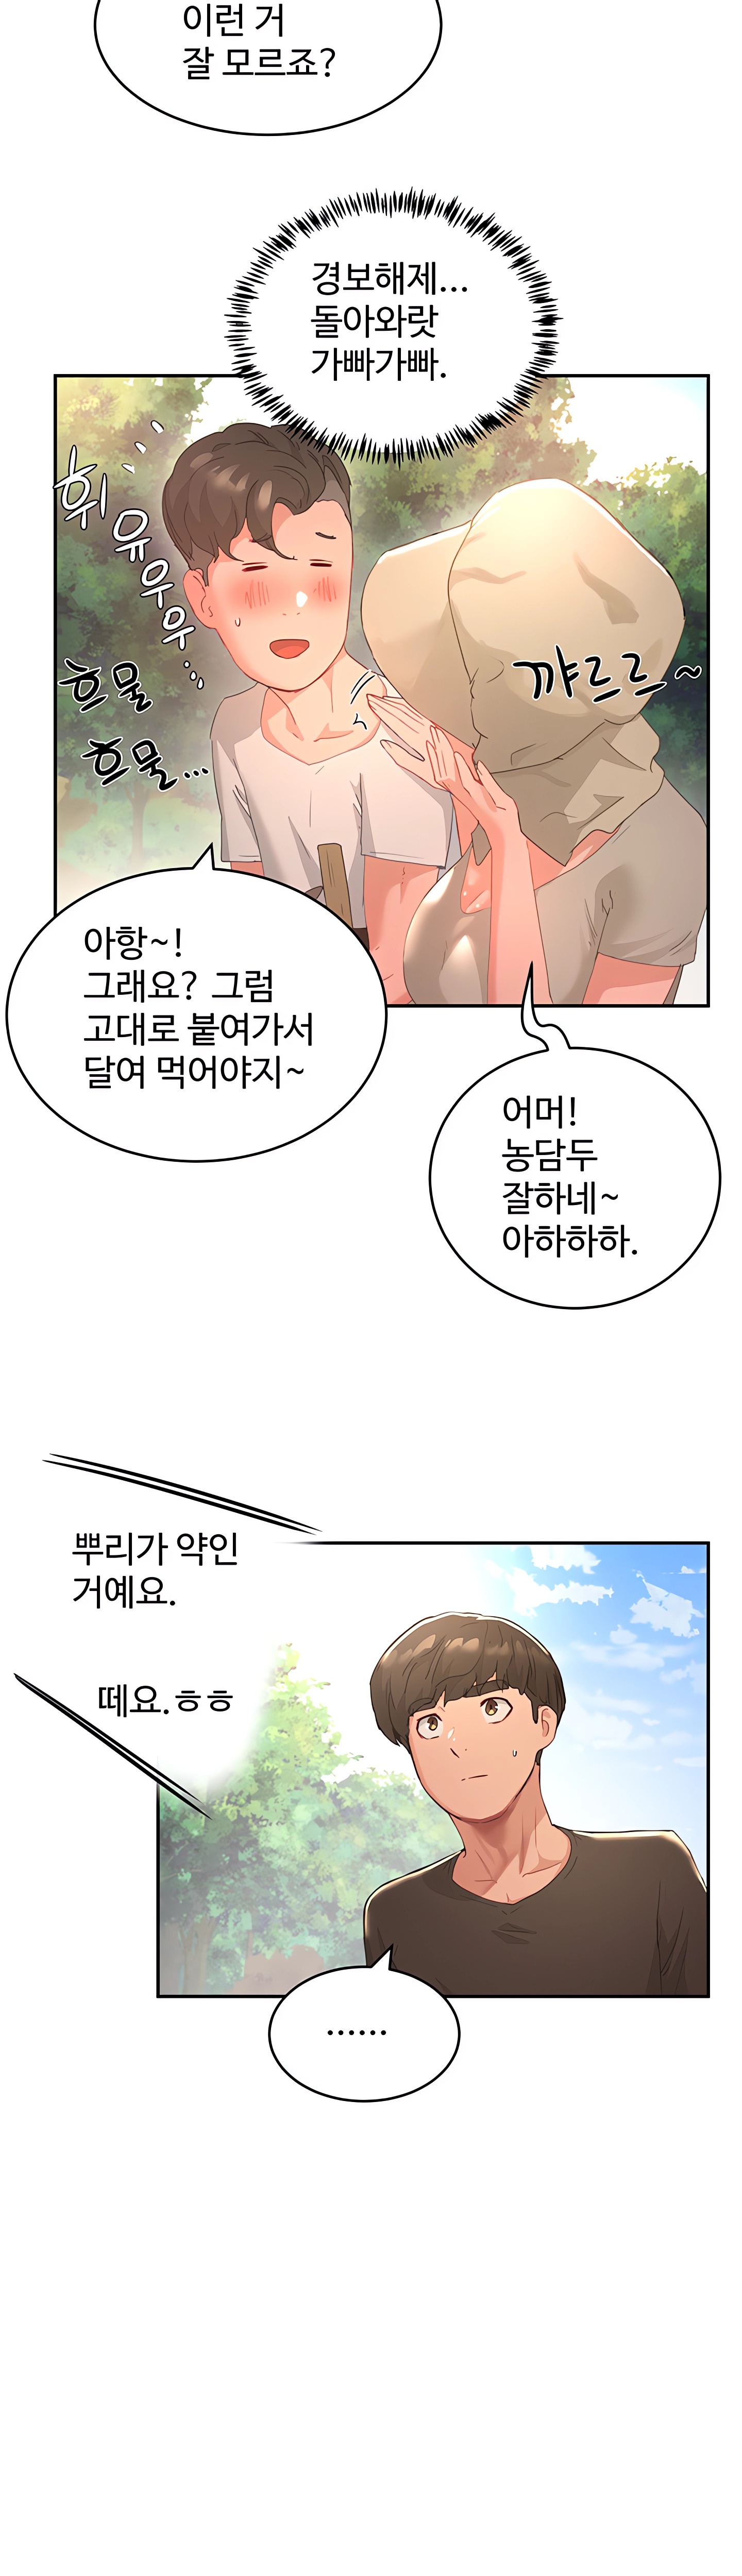 이런 거
잘 모르죠?
경보해제...
돌아와랏
가빠가빠.
휘유우우...
흐물
흐물...
꺄르르~
아항~!
그래요? 그럼
고대로 붙여가서
달여 먹어야지~
어머!
농담두
잘하네~
아하하하.
뿌리가 약인
거예요.
떼요.ㅎㅎ
......